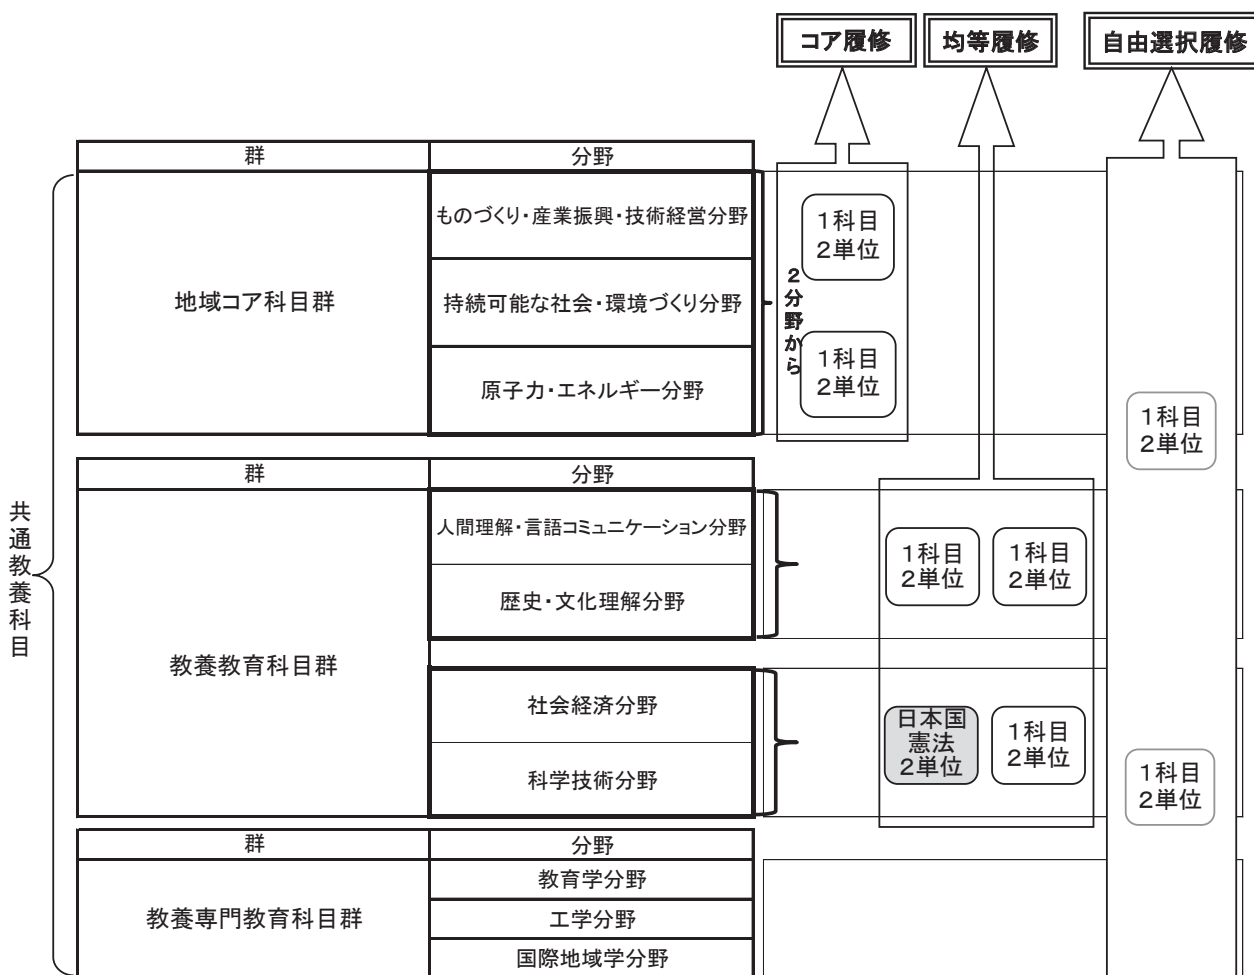 コア履修
均等履修
自由選択履修
群
分野
共通教養科目
地域コア科目群
ものづくり・産業振興・技術経営分野
持続可能な社会・環境づくり分野
原子力・エネルギー分野
2分野から
1科目
2単位
1科目
2単位
1科目
2単位
群
分野
教養教育科目群
人間理解・言語コミュニケーション分野
歴史・文化理解分野
1科目
2単位
1科目
2単位
社会経済分野
科学技術分野
日本国
憲法
2単位
1科目
2単位
1科目
2単位
群
分野
教養専門教育科目群
教育学分野
工学分野
国際地域学分野